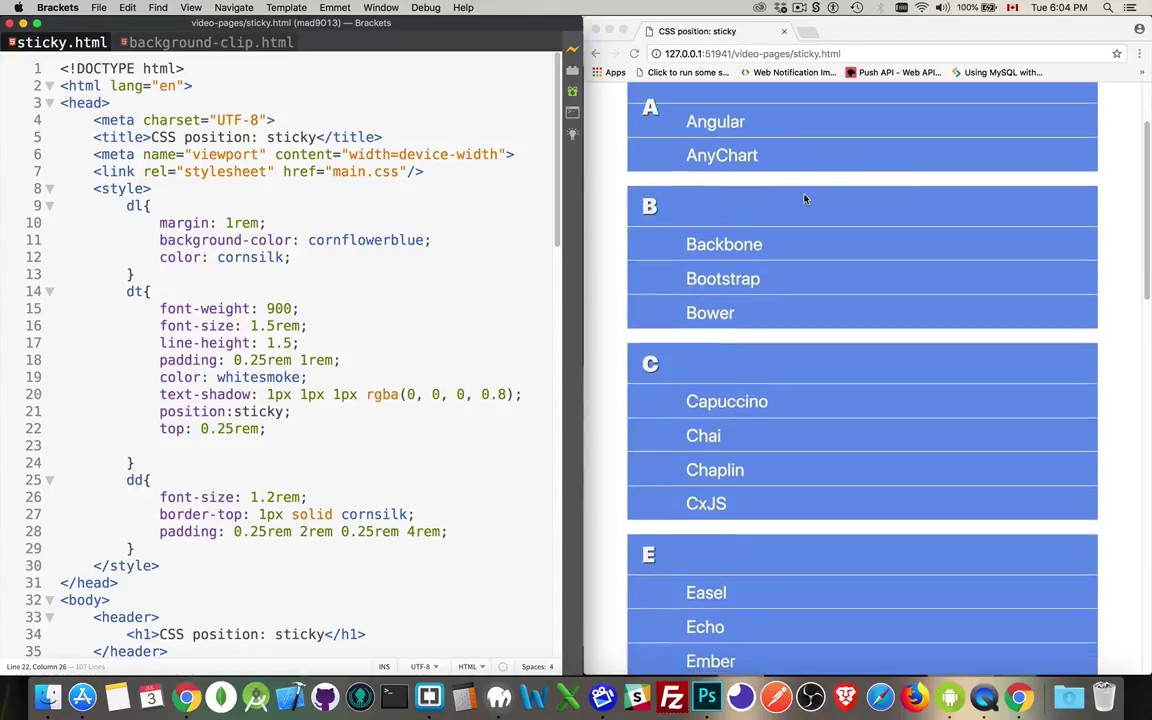 Brackets File Edit Find View Navigate Template Emmet Window Debug Help 100% Tue 6:04 PM
video-pages/sticky.html (mad9013) — Brackets
sticky.html background-clip.html
1 <!DOCTYPE html>
2 <html lang="en">
3 <head>
4 <meta charset="UTF-8">
5 <title>CSS position: sticky</title>
6 <meta name="viewport" content="width=device-width">
7 <link rel="stylesheet" href="main.css"/>
8 <style>
9 dl{
10 margin: 1rem;
11 background-color: cornflowerblue;
12 color: cornsilk;
13 }
14 dt{
15 font-weight: 900;
16 font-size: 1.5rem;
17 line-height: 1.5;
18 padding: 0.25rem 1rem;
19 color: whitesmoke;
20 text-shadow: 1px 1px 1px rgba(0, 0, 0, 0.8);
21 position:sticky;
22 top: 0.25rem;
23
24 }
25 dd{
26 font-size: 1.2rem;
27 border-top: 1px solid cornsilk;
28 padding: 0.25rem 2rem 0.25rem 4rem;
29 }
30 </style>
31 </head>
32 <body>
33 <header>
34 <h1>CSS position: sticky</h1>
35 </header>
Line 22, Column 26 — 107 Lines INS UTF-8 HTML Spaces: 4
CSS position: sticky
127.0.0.1:51941/video-pages/sticky.html
Apps Click to run some s... Web Notification Im... Push API - Web API... Using MySQL with... »
A
Angular
AnyChart
B
Backbone
Bootstrap
Bower
C
Capuccino
Chai
Chaplin
CxJS
E
Easel
Echo
Ember